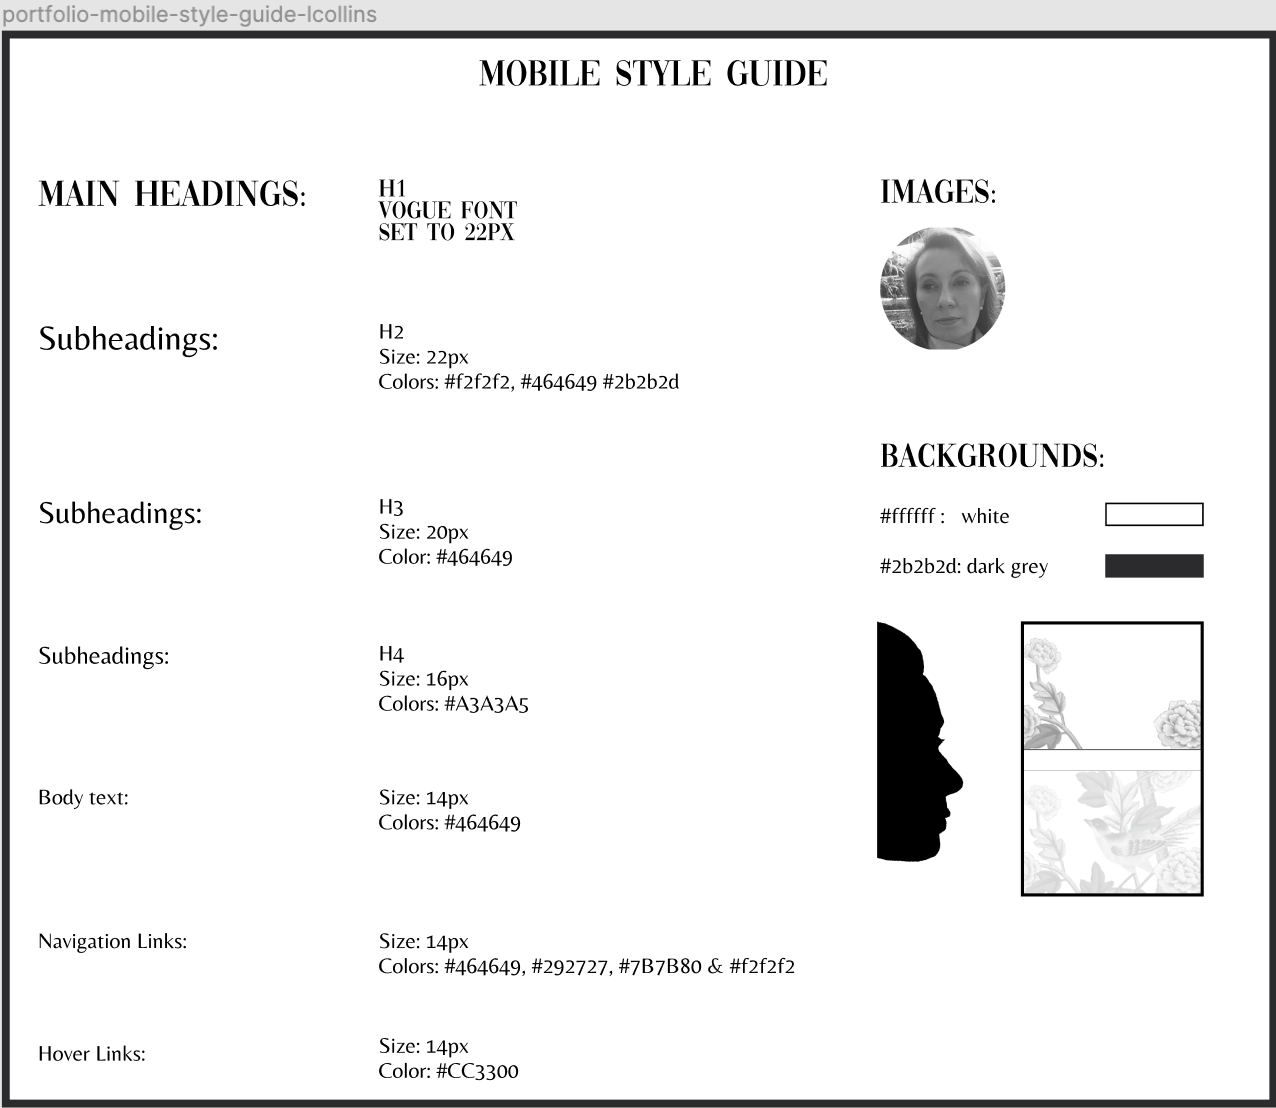 portfolio-mobile-style-guide-lcollins
MOBILE STYLE GUIDE
MAIN HEADINGS:
H1
VOGUE FONT
SET TO 22PX
Subheadings:
H2
Size: 22px
Colors: #f2f2f2, #464649 #2b2b2d
Subheadings:
H3
Size: 20px
Color: #464649
Subheadings:
H4
Size: 16px
Colors: #A3A3A5
Body text:
Size: 14px
Colors: #464649
Navigation Links:
Size: 14px
Colors: #464649, #292727, #7B7B80 & #f2f2f2
Hover Links:
Size: 14px
Color: #CC3300
IMAGES:
BACKGROUNDS:
#ffffff : white
#2b2b2d: dark grey